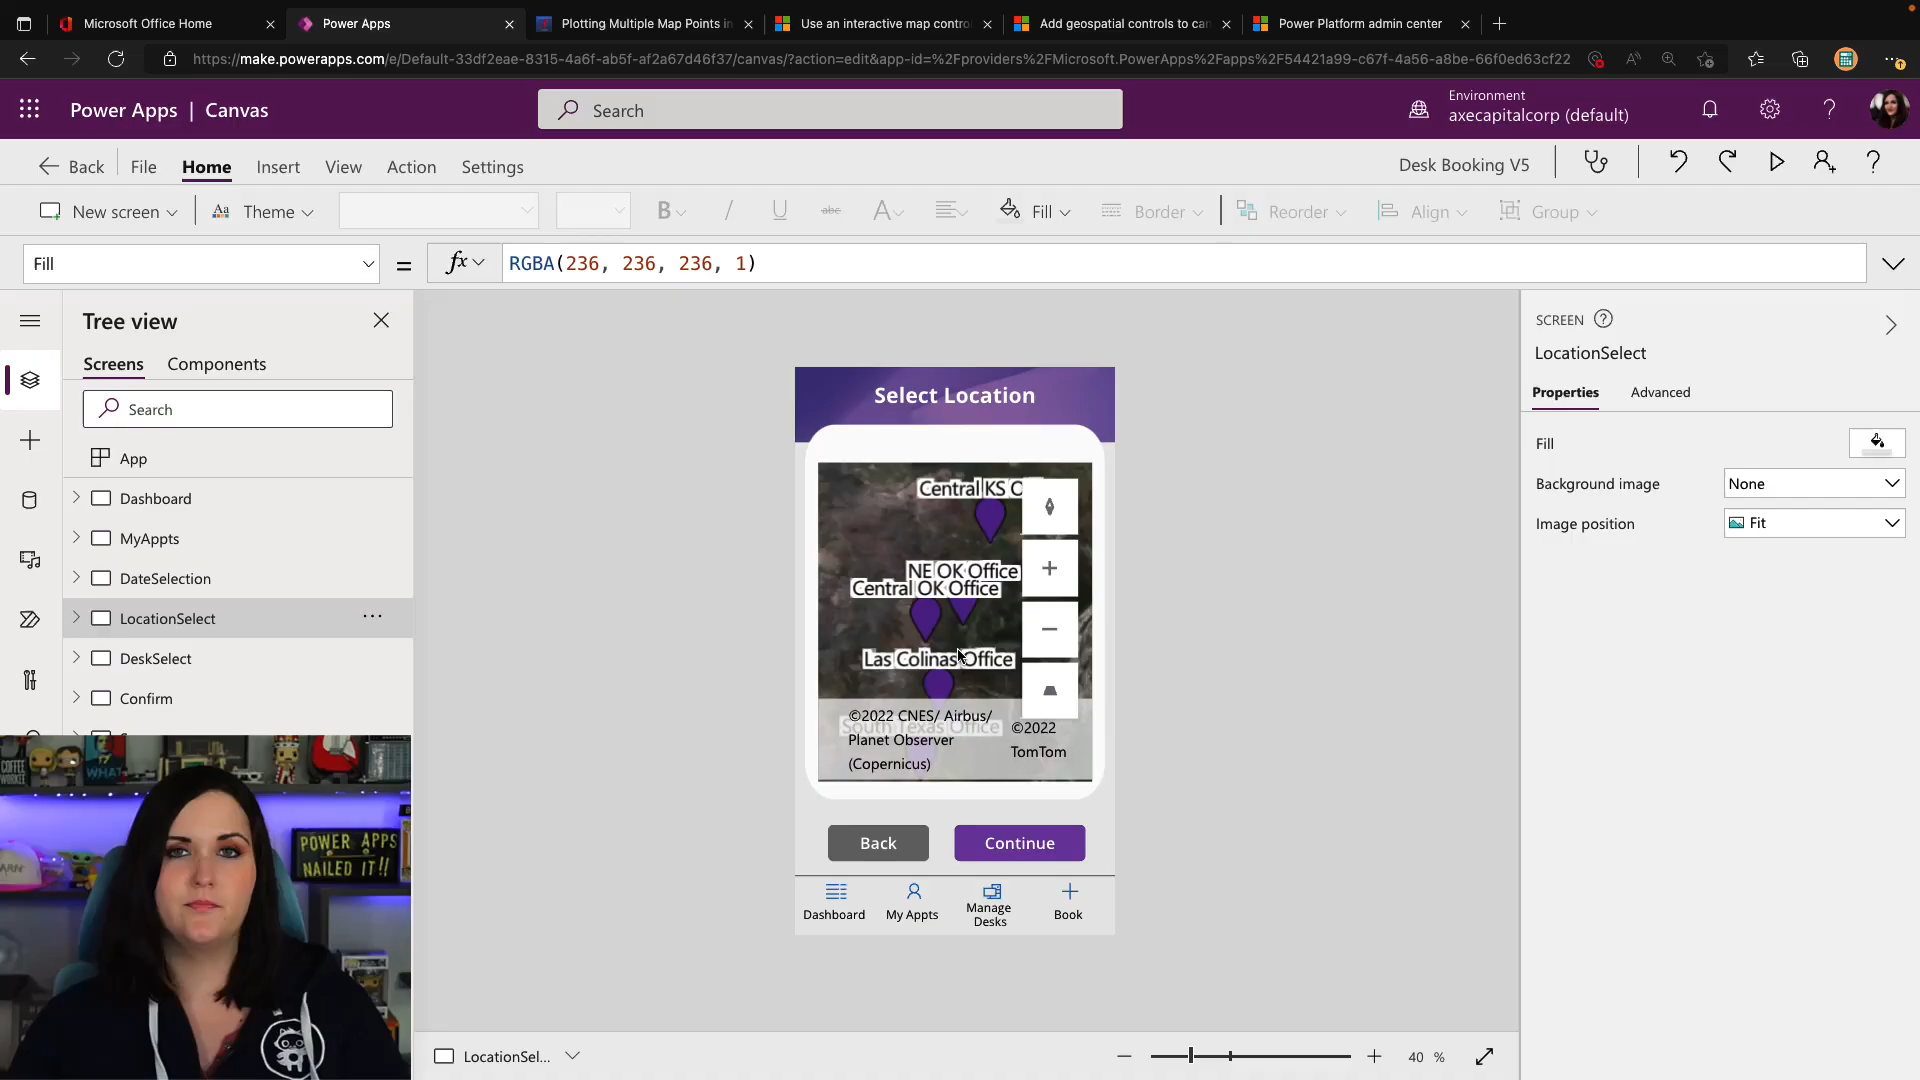 Microsoft Office Home
Power Apps
Plotting Multiple Map Points in
Use an interactive map contro
Add geospatial controls to can
Power Platform admin center
https://make.powerapps.com/e/Default-33df2eae-8315-4a6f-ab5f-af2a67d46f37/canvas/?action=edit&app-id=%2Fproviders%2FMicrosoft.PowerApps%2Fapps%2F54421a99-c67f-4a56-a8be-66f0ed63cf22
Power Apps | Canvas
Search
Environment
axecapitalcorp (default)
Back
File
Home
Insert
View
Action
Settings
Desk Booking V5
New screen
Theme
B
/
U
abc
A
Fill
Border
Reorder
Align
Group
Fill
=
fx
RGBA(236, 236, 236, 1)
Tree view
Screens
Components
Search
App
Dashboard
MyAppts
DateSelection
LocationSelect
DeskSelect
Confirm
Select Location
Central KS O
NE OK Office
Central OK Office
Las Colinas Office
South Texas Office
©2022 CNES/ Airbus/
Planet Observer
(Copernicus)
©2022
TomTom
Back
Continue
Dashboard
My Appts
Manage
Desks
Book
SCREEN
LocationSelect
Properties
Advanced
Fill
Background image
None
Image position
Fit
COFFEE
WHAT
POWER APPS
NAILED IT!!
LocationSel...
40 %